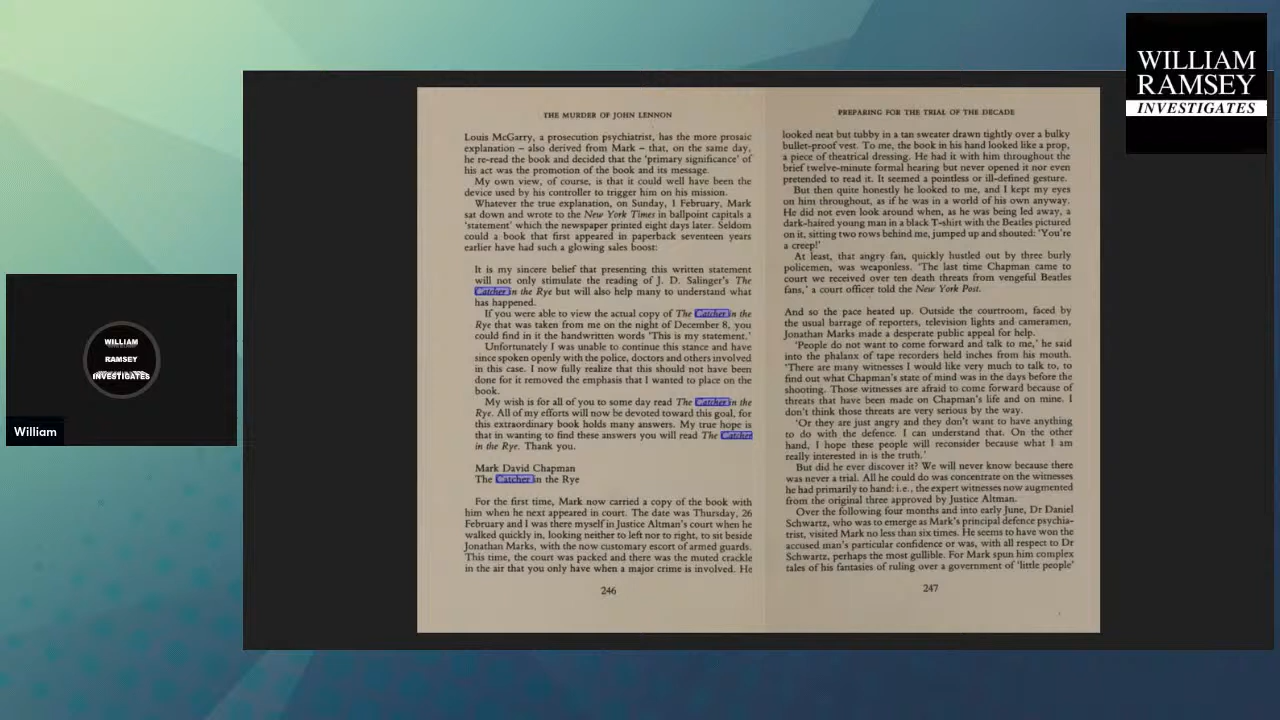 WILLIAM
RAMSEY
INVESTIGATES
THE MURDER OF JOHN LENNON
Louis McGarry, a prosecution psychiatrist, has the more prosaic
explanation – also derived from Mark – that, on the same day,
he re-read the book and decided that the 'primary significance' of
his act was the promotion of the book and its message.
My own view, of course, is that it could well have been the
device used by his controller to trigger him on his mission.
Whatever the true explanation, on Sunday, 1 February, Mark
sat down and wrote to the New York Times in ballpoint capitals a
'statement' which the newspaper printed eight days later. Seldom
could a book that first appeared in paperback seventeen years
earlier have had such a glowing sales boost:
It is my sincere belief that presenting this written statement
will not only stimulate the reading of J. D. Salinger's The
Catcher in the Rye but will also help many to understand what
has happened.
If you were able to view the actual copy of The Catcher in the
Rye that was taken from me on the night of December 8, you
could find in it the handwritten words 'This is my statement.'
Unfortunately I was unable to continue this stance and have
since spoken openly with the police, doctors and others involved
in this case. I now fully realize that this should not have been
done for it removed the emphasis that I wanted to place on the
book.
My wish is for all of you to some day read The Catcher in the
Rye. All of my efforts will now be devoted toward this goal, for
this extraordinary book holds many answers. My true hope is
that in wanting to find these answers you will read The Catcher
in the Rye. Thank you.
Mark David Chapman
The Catcher in the Rye
For the first time, Mark now carried a copy of the book with
him when he next appeared in court. The date was Thursday, 26
February and I was there myself in Justice Altman's court when he
walked quickly in, looking neither to left nor to right, to sit beside
Jonathan Marks, with the now customary escort of armed guards.
This time, the court was packed and there was the muted crackle
in the air that you only have when a major crime is involved. He
246
PREPARING FOR THE TRIAL OF THE DECADE
looked neat but tubby in a tan sweater drawn tightly over a bulky
bullet-proof vest. To me, the book in his hand looked like a prop,
a piece of theatrical dressing. He had it with him throughout the
brief twelve-minute formal hearing but never opened it nor even
pretended to read it. It seemed a pointless or ill-defined gesture.
But then quite honestly he looked to me, and I kept my eyes
on him throughout, as if he was in a world of his own anyway.
He did not even look around when, as he was being led away, a
dark-haired young man in a black T-shirt with the Beatles pictured
on it, sitting two rows behind me, jumped up and shouted: 'You're
a creep!'
At least, that angry fan, quickly hustled out by three burly
policemen, was weaponless. 'The last time Chapman came to
court we received over ten death threats from vengeful Beatles
fans,' a court officer told the New York Post.
And so the pace heated up. Outside the courtroom, faced by
the usual barrage of reporters, television lights and cameramen,
Jonathan Marks made a desperate public appeal for help.
'People do not want to come forward and talk to me,' he said
into the phalanx of tape recorders held inches from his mouth.
'There are many witnesses I would like very much to talk to, to
find out what Chapman's state of mind was in the days before the
shooting. Those witnesses are afraid to come forward because of
threats that have been made on Chapman's life and on mine. I
don't think those threats are very serious by the way.
'Or they are just angry and they don't want to have anything
to do with the defence. I can understand that. On the other
hand, I hope these people will reconsider because what I am
really interested in is the truth.'
But did he ever discover it? We will never know because there
was never a trial. All he could do was concentrate on the witnesses
he had primarily to hand: i.e., the expert witnesses now augmented
from the original three approved by Justice Altman.
Over the following four months and into early June, Dr Daniel
Schwartz, who was to emerge as Mark's principal defence psychia-
trist, visited Mark no less than six times. He seems to have won the
accused man's particular confidence or was, with all respect to Dr
Schwartz, perhaps the most gullible. For Mark spun him complex
tales of his fantasies of ruling over a government of 'little people'
247
WILLIAM
RAMSEY
INVESTIGATES
William